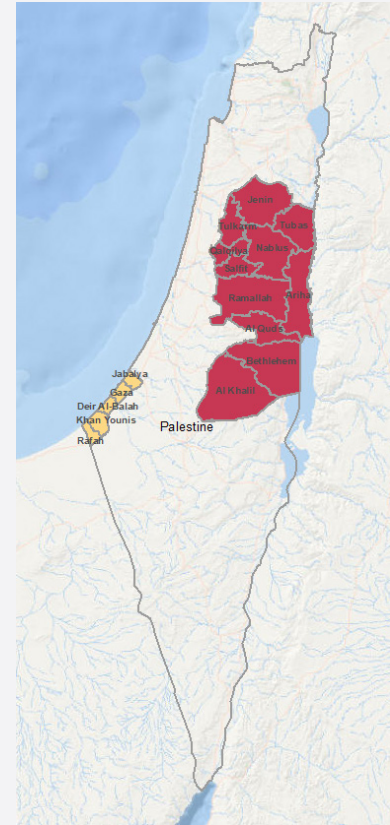 Jenin
Tulkarm
Tubas
Nablus
Qalqilya
Salfit
Ramallah
Ariha
Al Quds
Bethlehem
Al Khalil
Jabalya
Gaza
Deir Al-Balah
Khan Younis
Rafah
Palestine